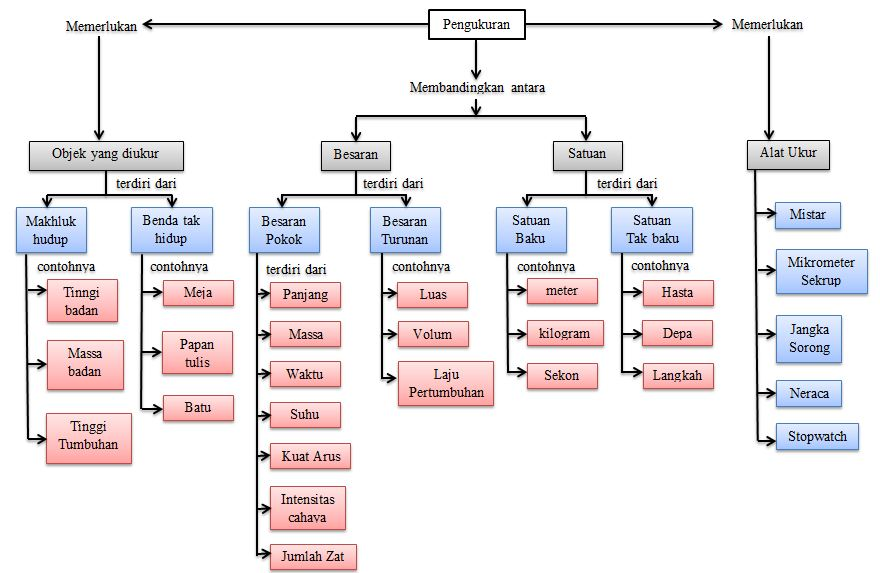 Pengukuran
Memerlukan
Memerlukan
Membandingkan antara
Objek yang diukur
Besaran
Satuan
Alat Ukur
terdiri dari
terdiri dari
terdiri dari
Makhluk
hudup
Benda tak
hidup
Besaran
Pokok
Besaran
Turunan
Satuan
Baku
Satuan
Tak baku
contohnya
contohnya
terdiri dari
contohnya
contohnya
contohnya
Tinngi
badan
Massa
badan
Tinggi
Tumbuhan
Meja
Papan
tulis
Batu
Panjang
Massa
Waktu
Suhu
Kuat Arus
Intensitas
cahava
Jumlah Zat
Luas
Volum
Laju
Pertumbuhan
meter
kilogram
Sekon
Hasta
Depa
Langkah
Mistar
Mikrometer
Sekrup
Jangka
Sorong
Neraca
Stopwatch